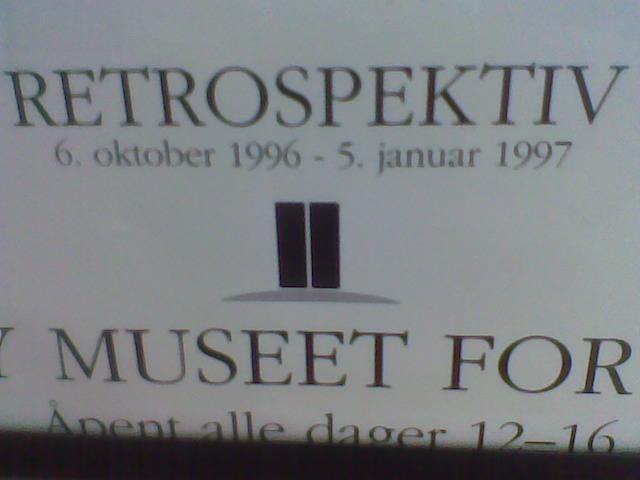 RETROSPEKTIV
6. oktober 1996 - 5. januar 1997
MUSEET FOR
Åpent alle dager 12–16